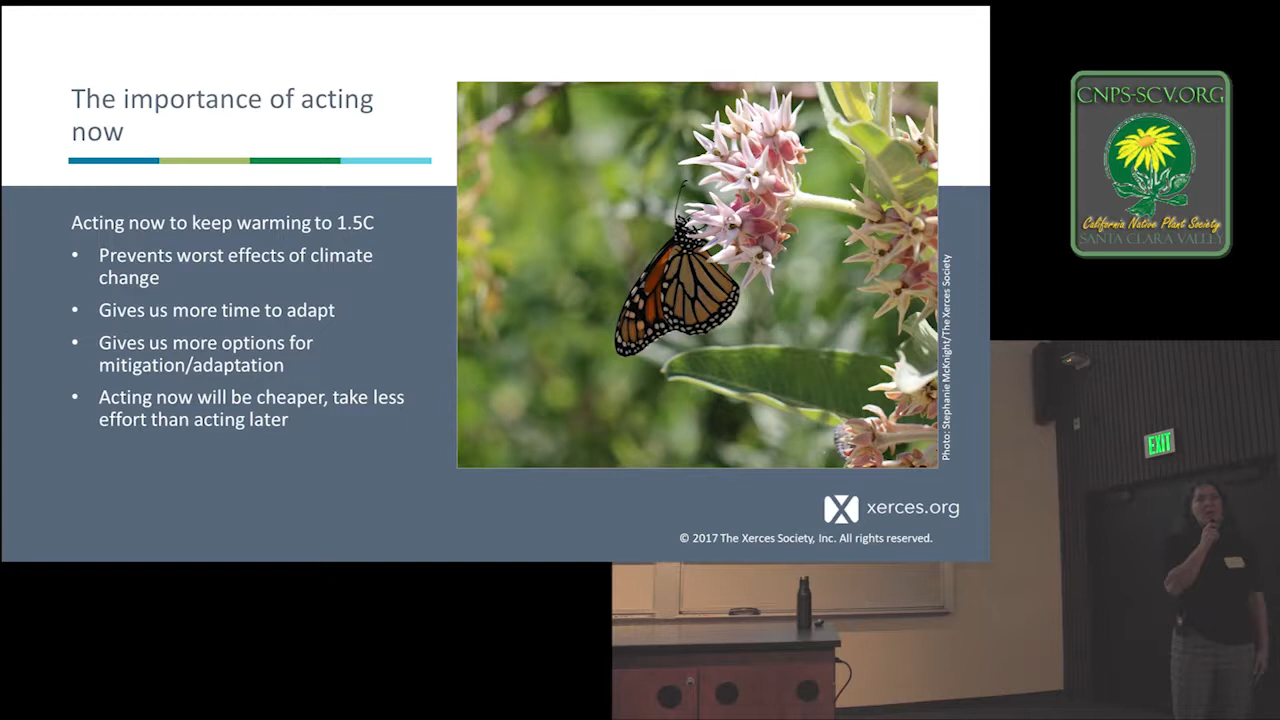 The importance of acting
now
Acting now to keep warming to 1.5C
• Prevents worst effects of climate
change
• Gives us more time to adapt
• Gives us more options for
mitigation/adaptation
• Acting now will be cheaper, take less
effort than acting later
Photo: Stephanie McKnight/The Xerces Society
xerces.org
© 2017 The Xerces Society, Inc. All rights reserved.
CNPS-SCV.ORG
California Native Plant Society
SANTA CLARA VALLEY
EXIT